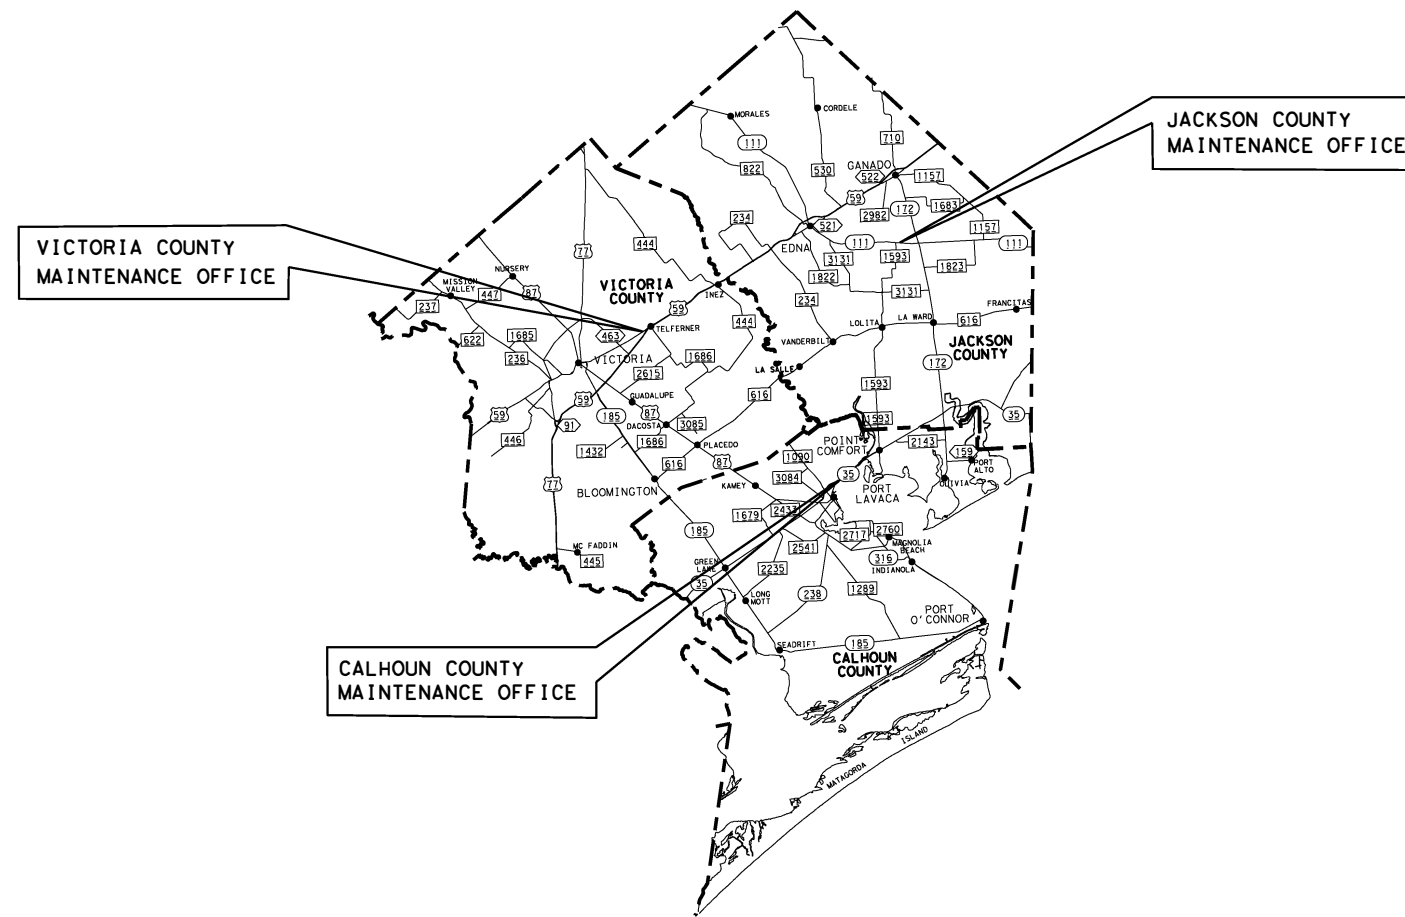 MORALES
CORDELE
JACKSON COUNTY
MAINTENANCE OFFICE
111
710
822
530
GANADO
522
1157
59
2982
172
1683
1157
234
521
VICTORIA COUNTY
MAINTENANCE OFFICE
77
444
EDNA
111
111
3131
1593
1822
1823
NURSERY
MISSION
VALLEY
447
87
VICTORIA
COUNTY
INEZ
3131
237
59
234
FRANCITAS
444
616
LOLITA
LA WARD
TELFERNER
622
1685
463
VANDERBILT
JACKSON
COUNTY
236
VICTORIA
1686
172
2615
LA SALLE
1593
GUADALUPE
616
59
59
185
87
1593
35
91
DACOSTA
3085
446
1686
PLACEDO
POINT
COMFORT
2143
1432
1090
159
616
87
PORT
ALTO
3084
35
77
BLOOMINGTON
KAMEY
PORT
LAVACA
OLIVIA
1679
2433
185
2717
2760
MC FADDIN
2541
MAGNOLIA
BEACH
445
GREEN
LAKE
2235
316
INDIANOLA
35
LONG
MOTT
238
1289
PORT
O'CONNOR
SEADRIFT
185
CALHOUN
COUNTY
CALHOUN COUNTY
MAINTENANCE OFFICE
MATAGORDA
ISLAND